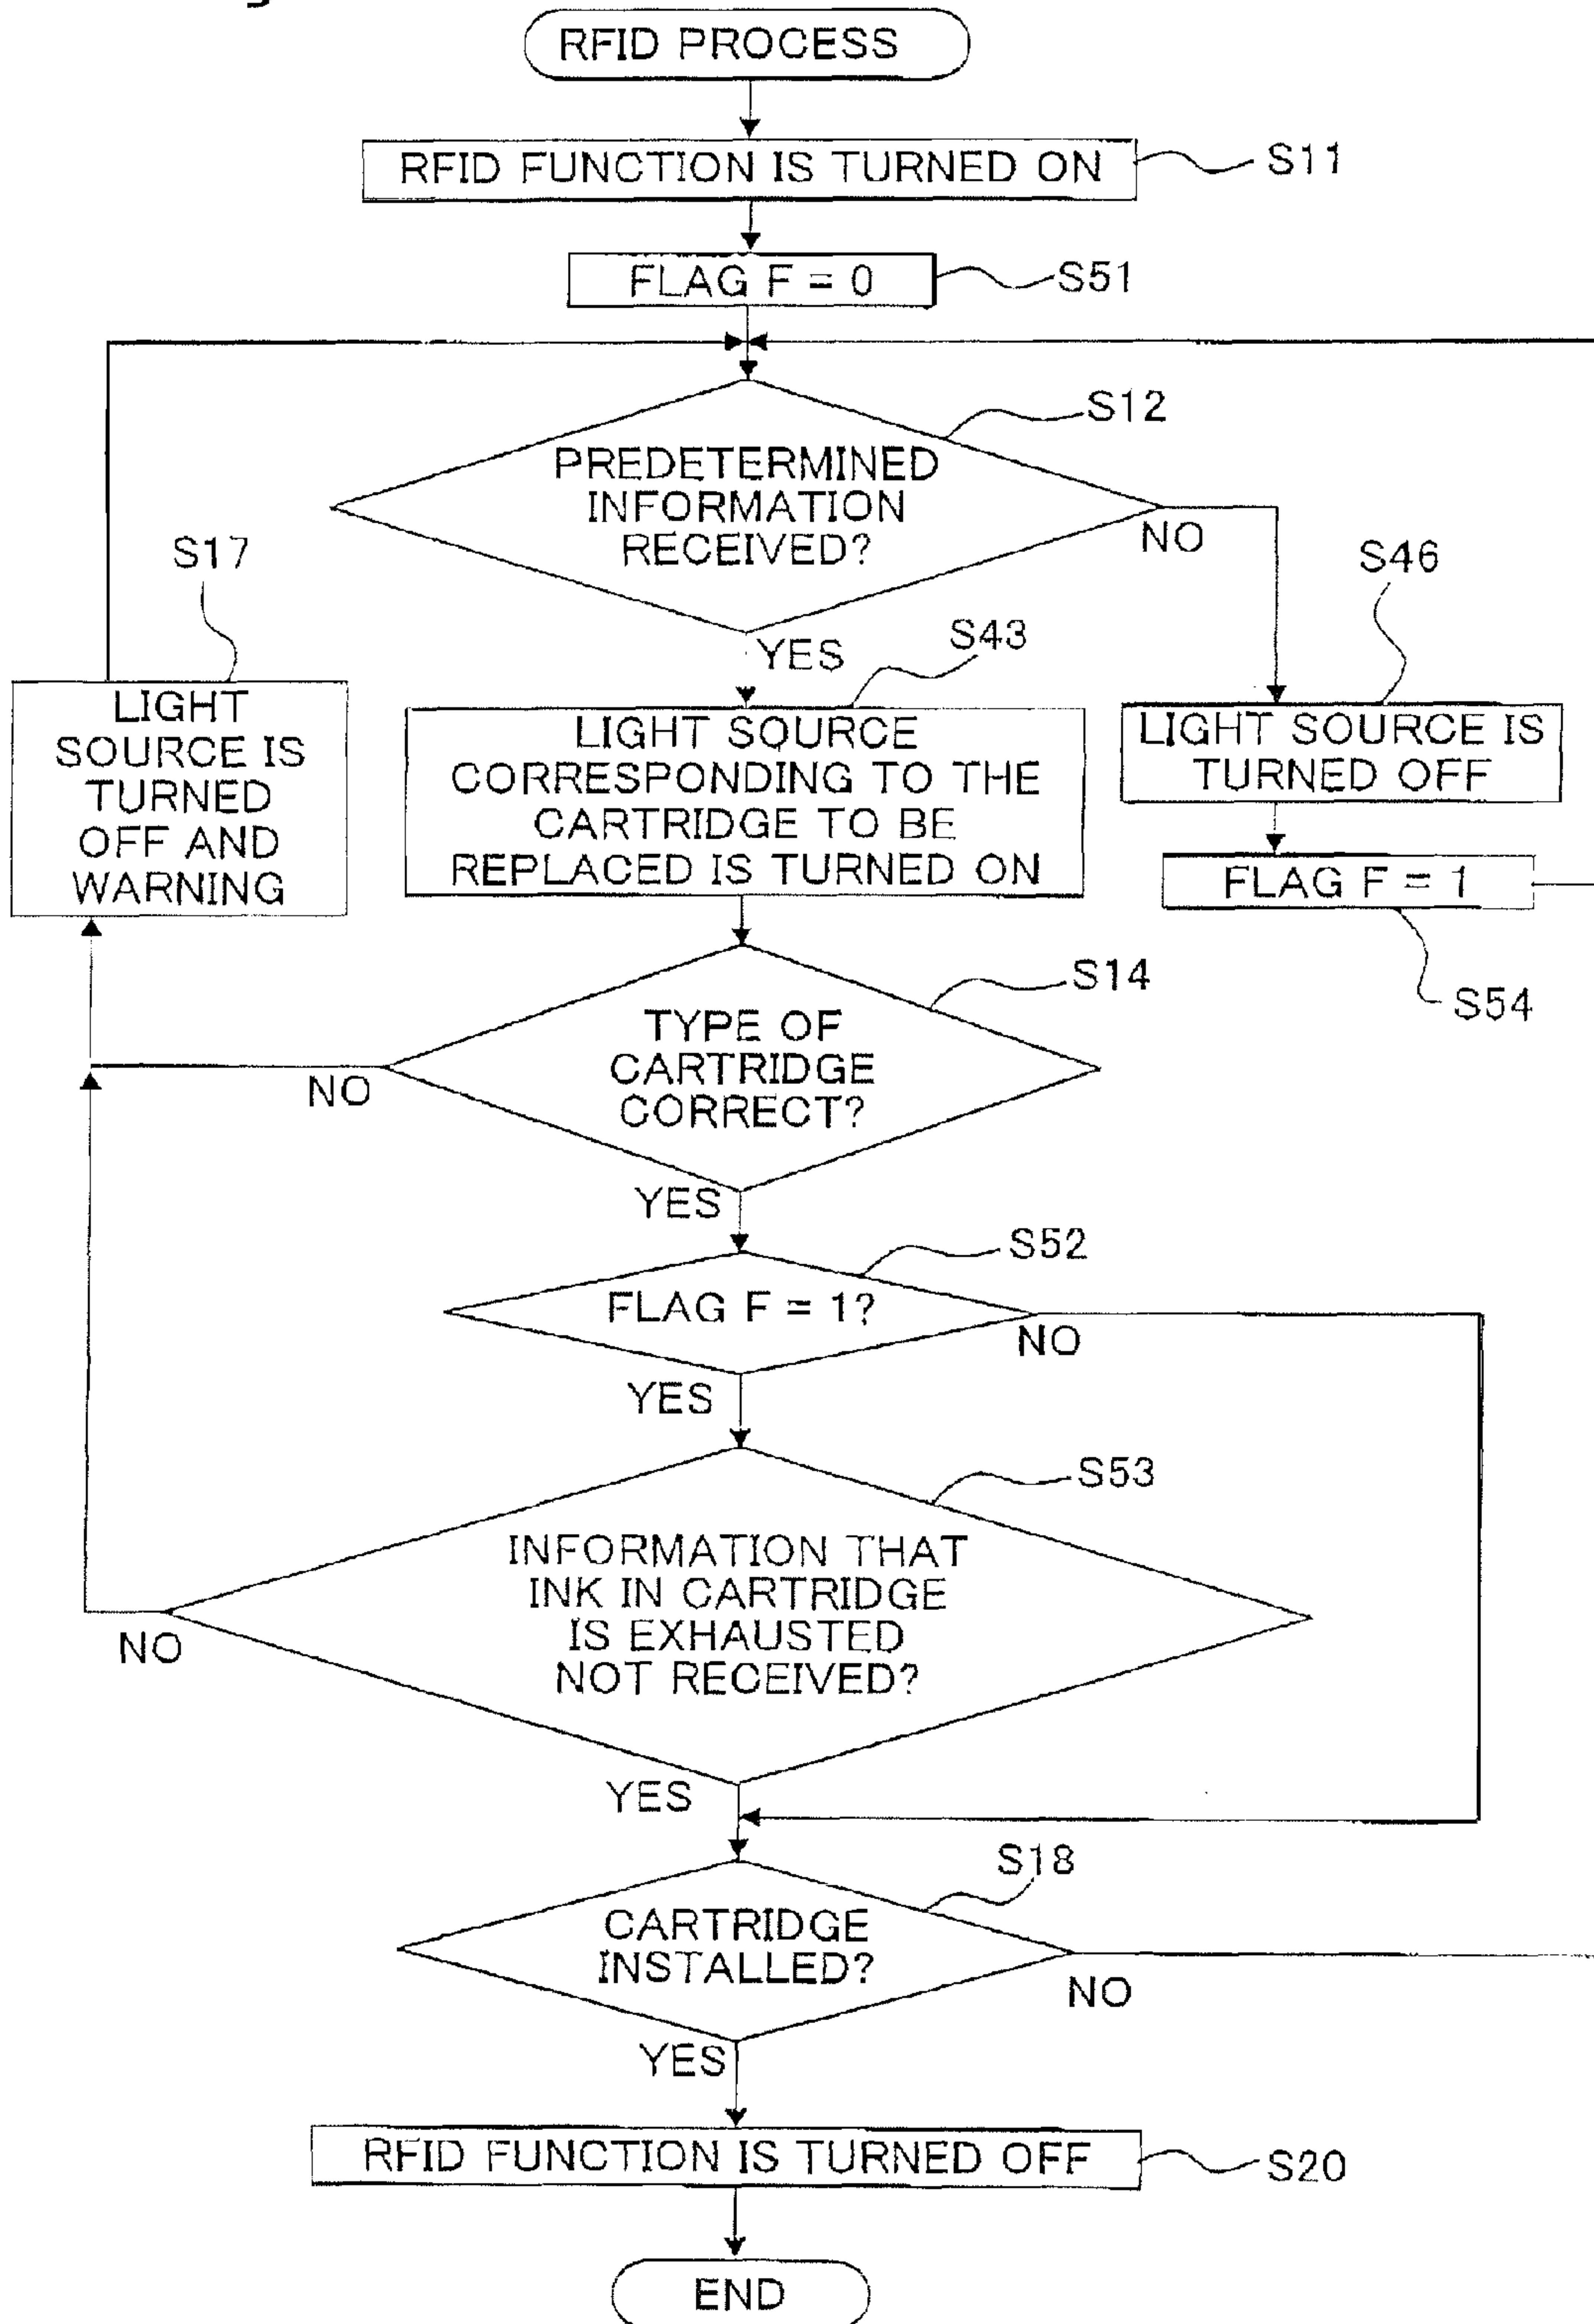 RFID PROCESS
RFID FUNCTION IS TURNED ON
S11
FLAG F = 0
S51
S12
PREDETERMINED
INFORMATION
RECEIVED?
NO
YES
S17
LIGHT
SOURCE IS
TURNED
OFF AND
WARNING
S43
LIGHT SOURCE
CORRESPONDING TO THE
CARTRIDGE TO BE
REPLACED IS TURNED ON
S46
LIGHT SOURCE IS
TURNED OFF
FLAG F = 1
S54
S14
TYPE OF
CARTRIDGE
CORRECT?
NO
YES
S52
FLAG F = 1?
NO
YES
S53
INFORMATION THAT
INK IN CARTRIDGE
IS EXHAUSTED
NOT RECEIVED?
NO
YES
S18
CARTRIDGE
INSTALLED?
NO
YES
RFID FUNCTION IS TURNED OFF
S20
END